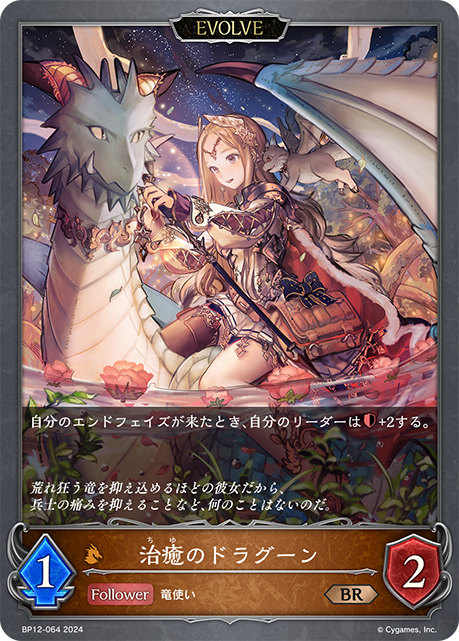 EVOLVE
自分のエンドフェイズが来たとき、自分のリーダーは+2する。
荒れ狂う竜を抑え込めるほどの彼女だから、
兵士の痛みを抑えることなど、何のことはないのだ。
ちゆ
治癒のドラグーン
1
Follower 竜使い
BR
2
BP12-064 2024
© Cygames, Inc.